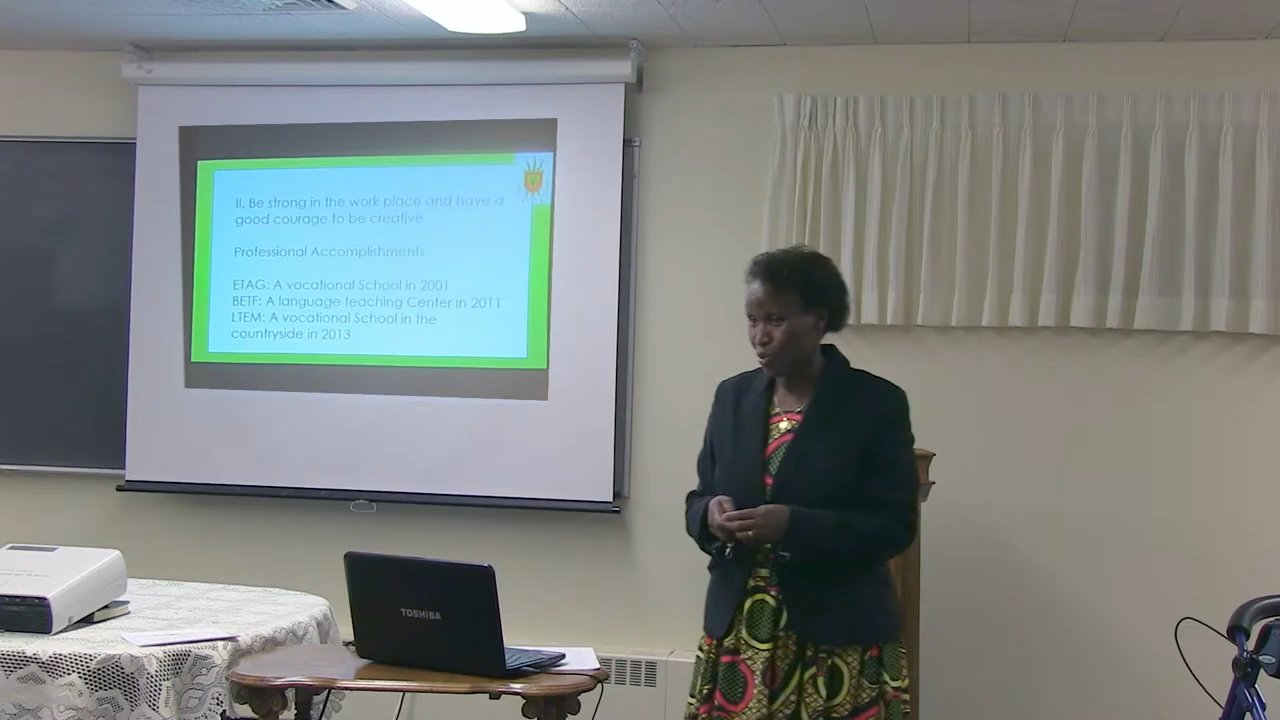 II. Be strong in the work place and have a
good courage to be creative
Professional Accomplishments
ETAG: A vocational School in 2001
BETF: A language teaching Center in 2011
LTEM: A vocational School in the
countryside in 2013
TOSHIBA